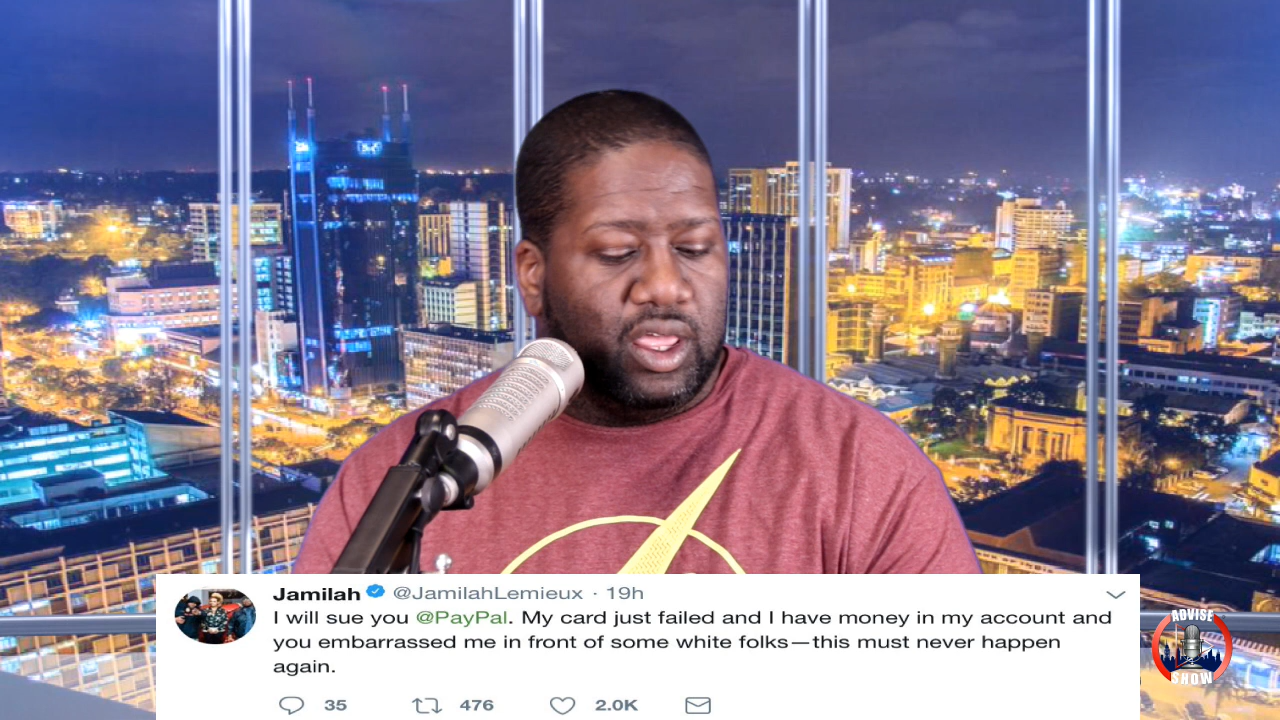 Jamilah @JamilahLemieux · 19h
I will sue you @PayPal. My card just failed and I have money in my account and
you embarrassed me in front of some white folks—this must never happen
again.
35 476 2.0K
ADVISE
SHOW